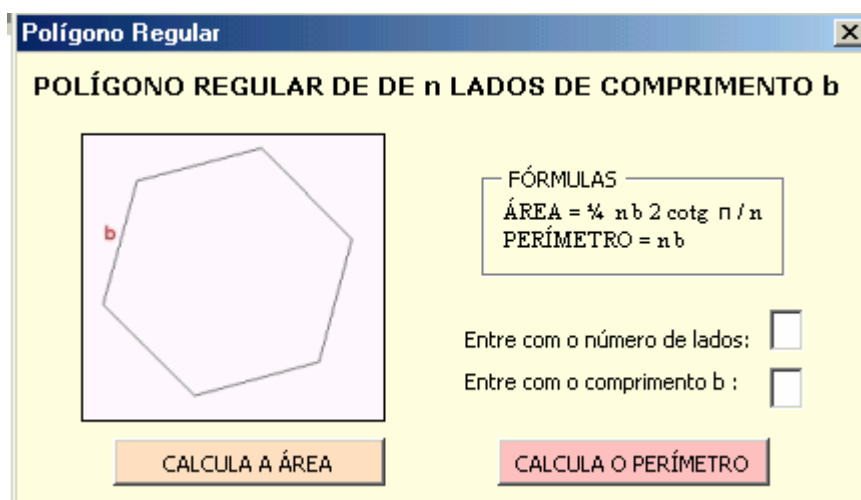 Polígono Regular
POLÍGONO REGULAR DE DE n LADOS DE COMPRIMENTO b
b
FÓRMULAS
ÁREA = ¼ n b 2 cotg π / n
PERÍMETRO = n b
Entre com o número de lados:
Entre com o comprimento b :
CALCULA A ÁREA
CALCULA O PERÍMETRO